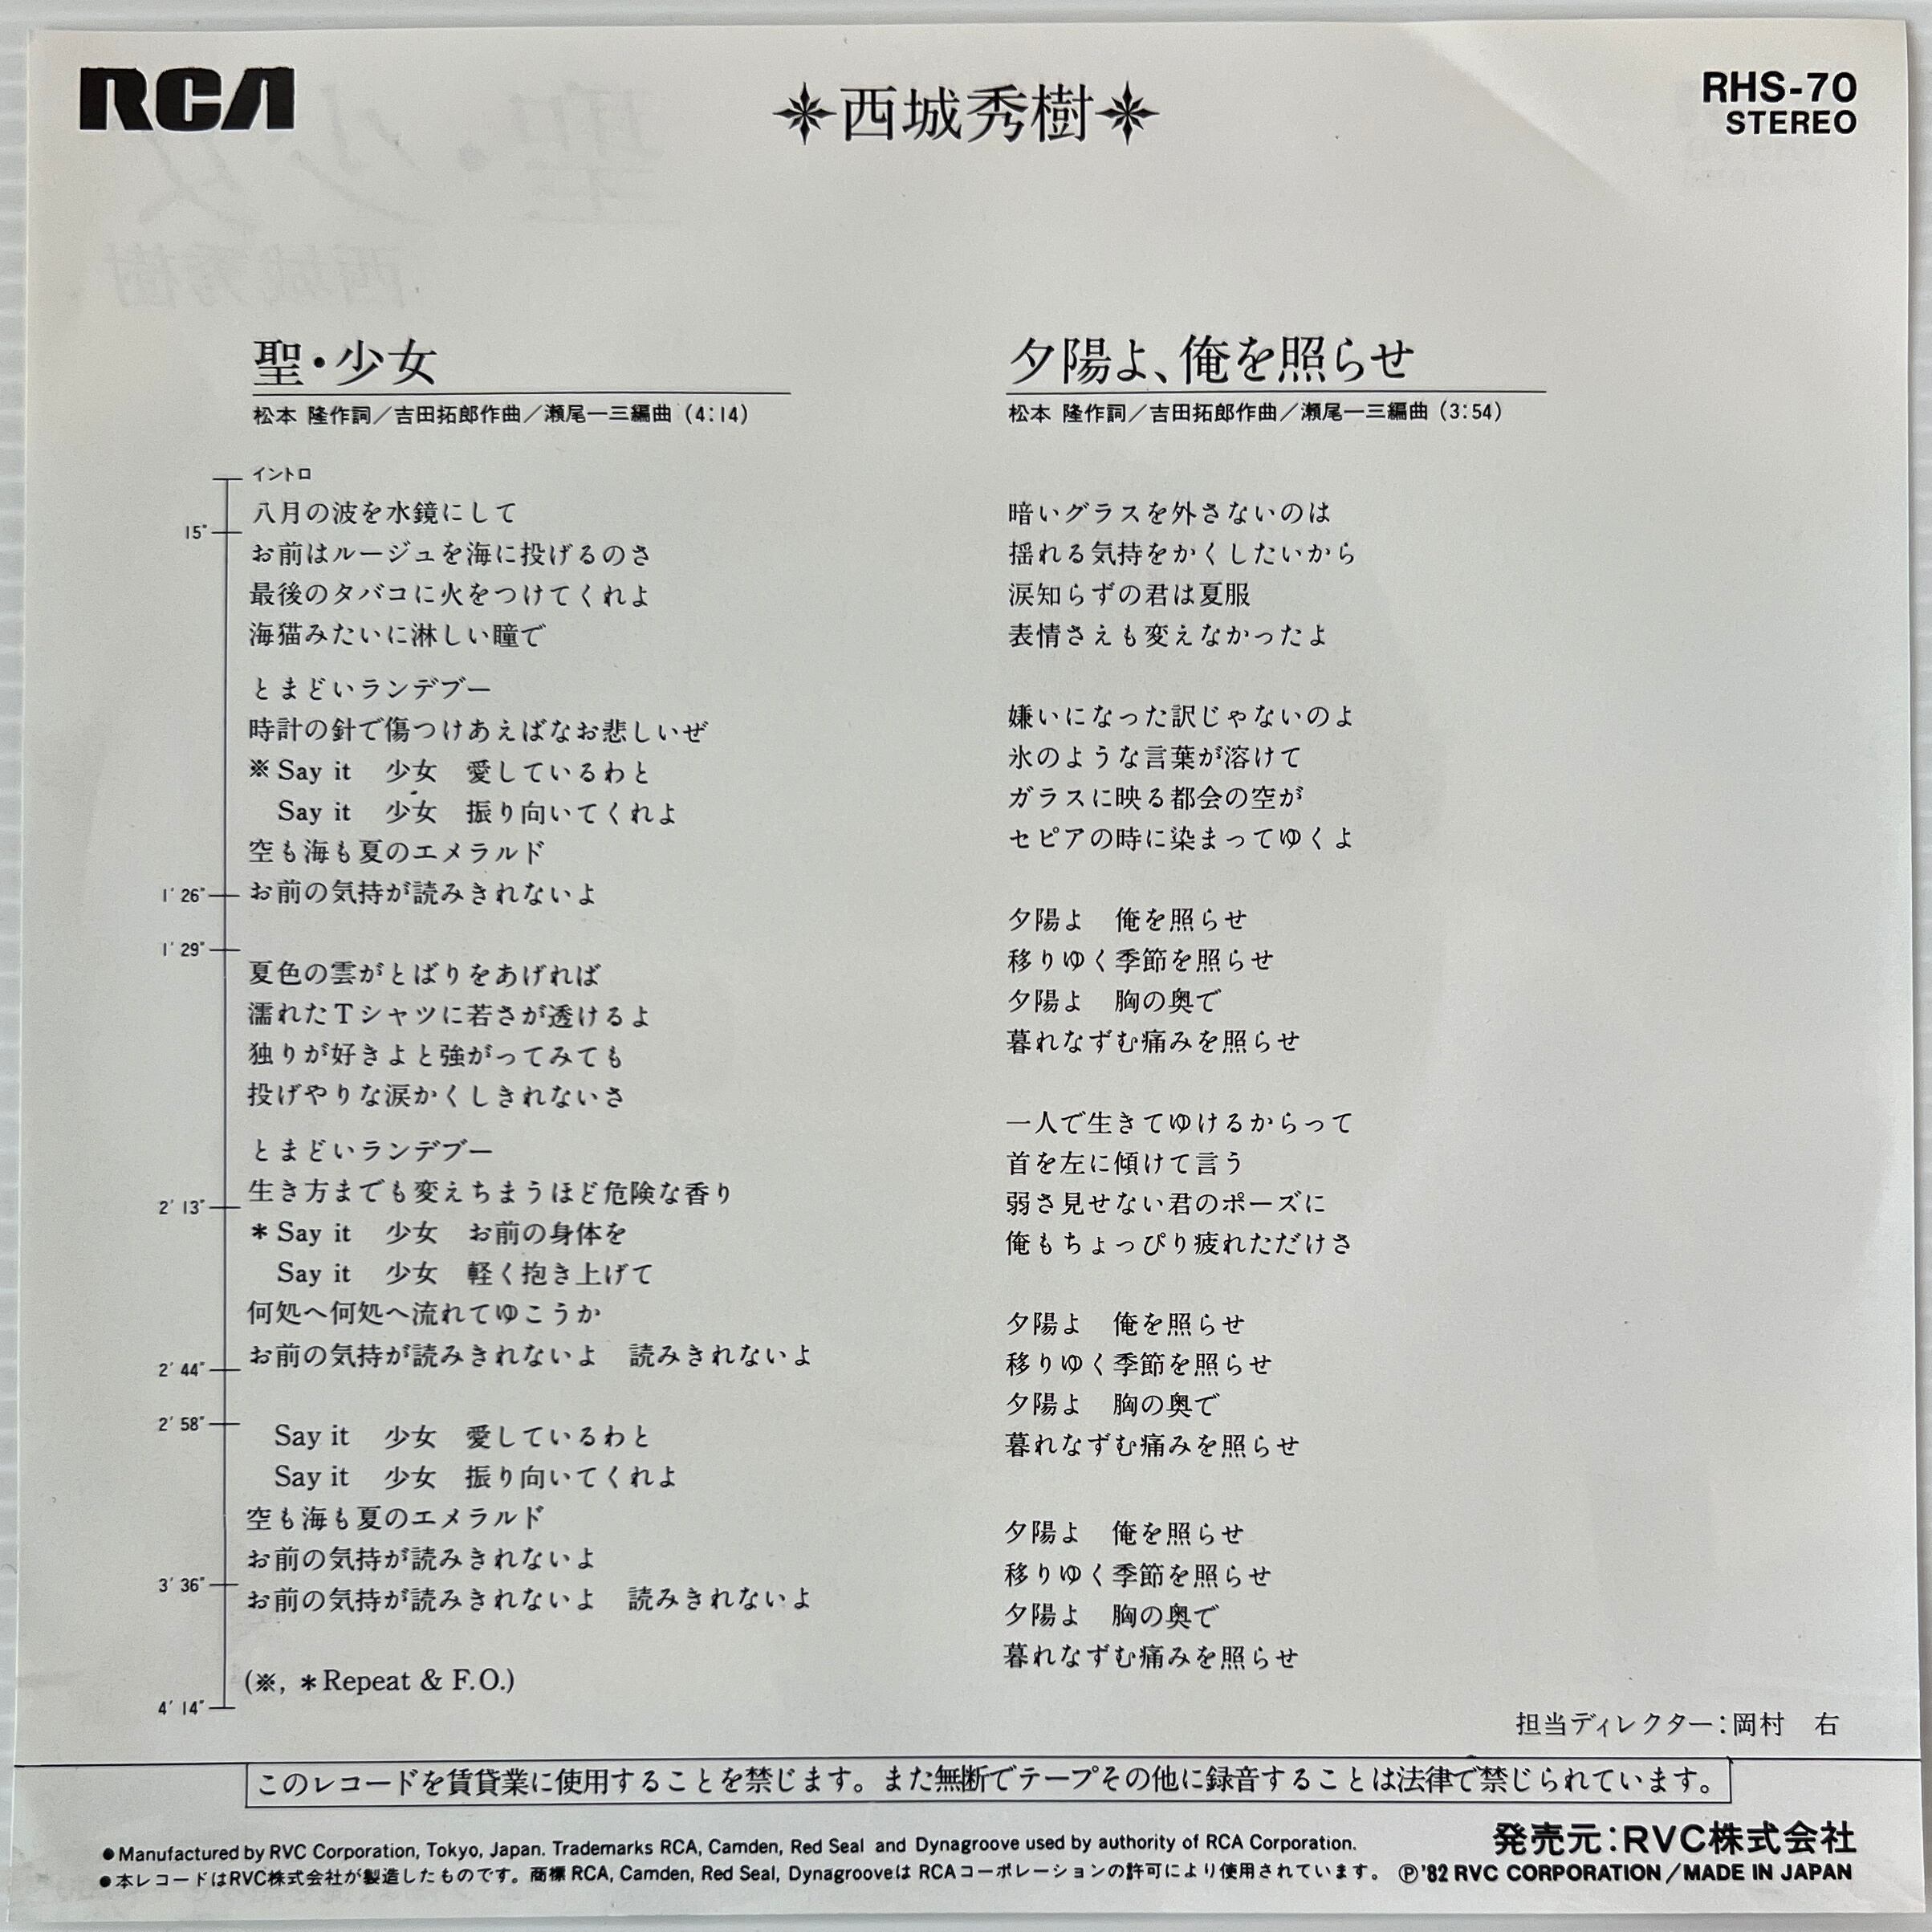 RCA
西城秀樹
RHS-70
STEREO
聖・少女
松本 隆作詞／吉田拓郎作曲／瀬尾一三編曲（4:14）
イントロ
八月の波を水鏡にして
15"
お前はルージュを海に投げるのさ
最後のタバコに火をつけてくれよ
海猫みたいに淋しい瞳で
とまどいランデブー
時計の針で傷つけあえばなお悲しいぜ
※Say it 少女 愛しているわと
Say it 少女 振り向いてくれよ
空も海も夏のエメラルド
1'26" お前の気持が読みきれないよ
1'29"
夏色の雲がとばりをあげれば
濡れたTシャツに若さが透けるよ
独りが好きよと強がってみても
投げやりな涙かくしきれないさ
とまどいランデブー
生き方までも変えちまうほど危険な香り
2'13"
＊Say it 少女 お前の身体を
Say it 少女 軽く抱き上げて
何処へ何処へ流れてゆこうか
お前の気持が読みきれないよ 読みきれないよ
2'44"
2'58"
Say it 少女 愛しているわと
Say it 少女 振り向いてくれよ
空も海も夏のエメラルド
お前の気持が読みきれないよ
3'36"
お前の気持が読みきれないよ 読みきれないよ
(※, ＊Repeat & F.O.)
4'14"
夕陽よ、俺を照らせ
松本 隆作詞／吉田拓郎作曲／瀬尾一三編曲（3:54）
暗いグラスを外さないのは
揺れる気持をかくしたいから
涙知らずの君は夏服
表情さえも変えなかったよ
嫌いになった訳じゃないのよ
氷のような言葉が溶けて
ガラスに映る都会の空が
セピアの時に染まってゆくよ
夕陽よ 俺を照らせ
移りゆく季節を照らせ
夕陽よ 胸の奥で
暮れなずむ痛みを照らせ
一人で生きてゆけるからって
首を左に傾けて言う
弱さ見せない君のポーズに
俺もちょっぴり疲れただけさ
夕陽よ 俺を照らせ
移りゆく季節を照らせ
夕陽よ 胸の奥で
暮れなずむ痛みを照らせ
夕陽よ 俺を照らせ
移りゆく季節を照らせ
夕陽よ 胸の奥で
暮れなずむ痛みを照らせ
担当ディレクター：岡村 右
このレコードを賃貸業に使用することを禁じます。また無断でテープその他に録音することは法律で禁じられています。
●Manufactured by RVC Corporation, Tokyo, Japan. Trademarks RCA, Camden, Red Seal and Dynagroove used by authority of RCA Corporation.
●本レコードはRVC株式会社が製造したものです。商標 RCA, Camden, Red Seal, Dynagrooveは RCAコーポレーションの許可により使用されています。
発売元：RVC株式会社
Ⓟ'82 RVC CORPORATION／MADE IN JAPAN